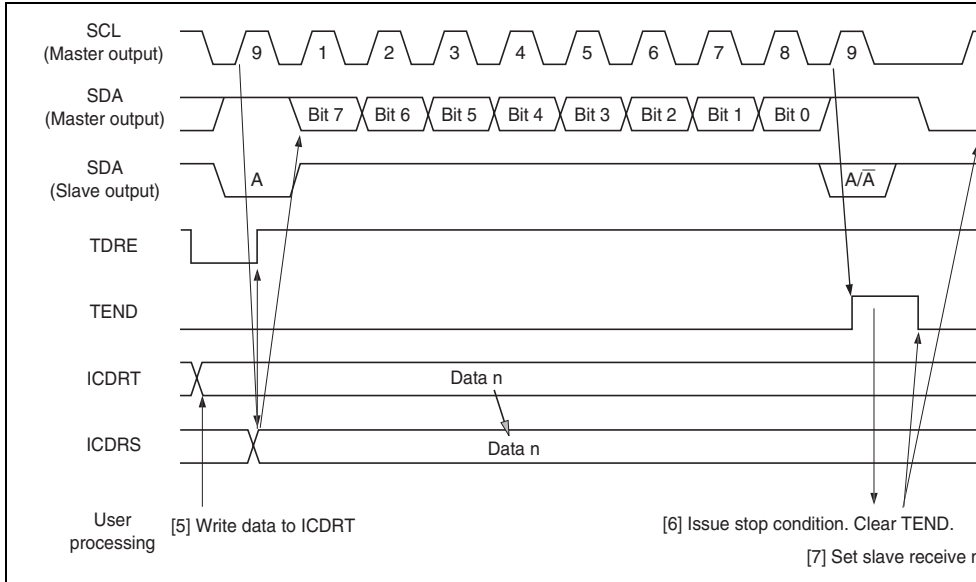 SCL
(Master output)
9 1 2 3 4 5 6 7 8 9
SDA
(Master output)
Bit 7 Bit 6 Bit 5 Bit 4 Bit 3 Bit 2 Bit 1 Bit 0
SDA
(Slave output)
A A/A̅
TDRE
TEND
ICDRT
Data n
ICDRS
Data n
User
processing
[5] Write data to ICDRT
[6] Issue stop condition. Clear TEND.
[7] Set slave receive